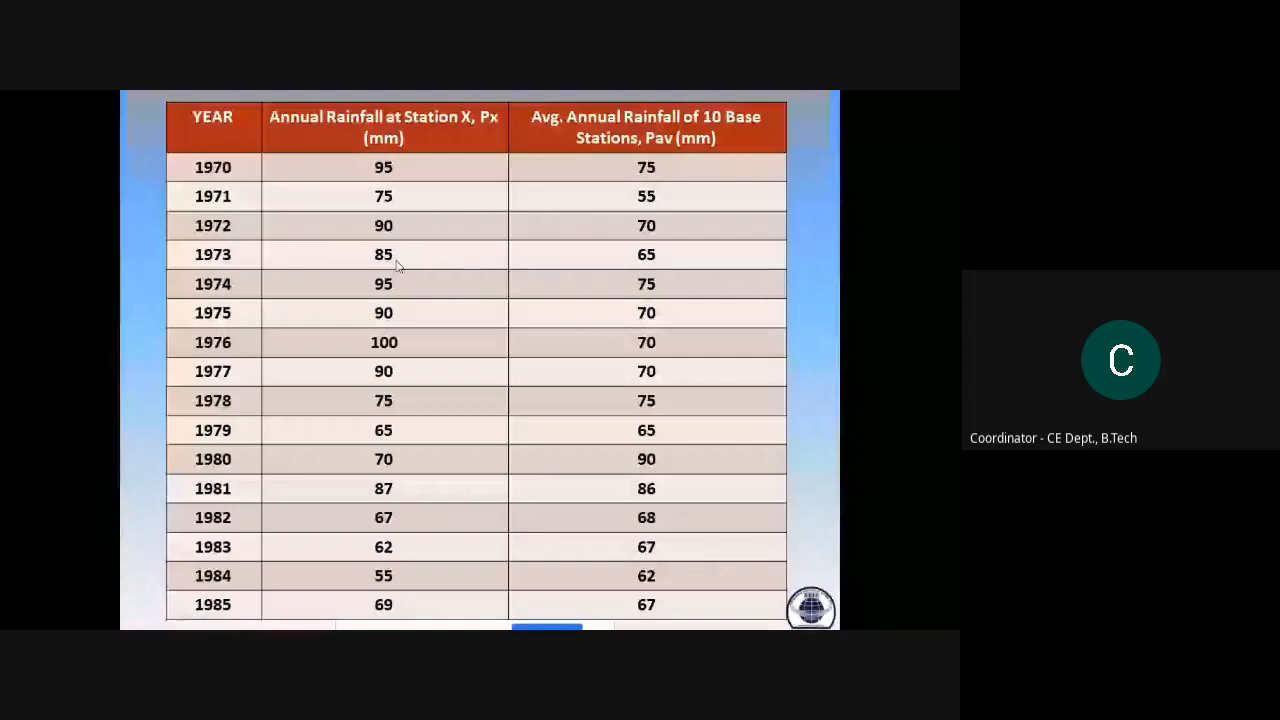 YEAR Annual Rainfall at Station X, Px (mm) Avg. Annual Rainfall of 10 Base Stations, Pav (mm)
1970 95 75
1971 75 55
1972 90 70
1973 85 65
1974 95 75
1975 90 70
1976 100 70
1977 90 70
1978 75 75
1979 65 65
1980 70 90
1981 87 86
1982 67 68
1983 62 67
1984 55 62
1985 69 67
C
Coordinator - CE Dept., B.Tech